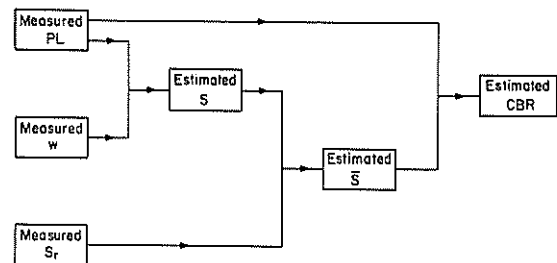 Measured
PL
Estimated
S
Estimated
CBR
Measured
w
Estimated
S̅
Measured
Sr